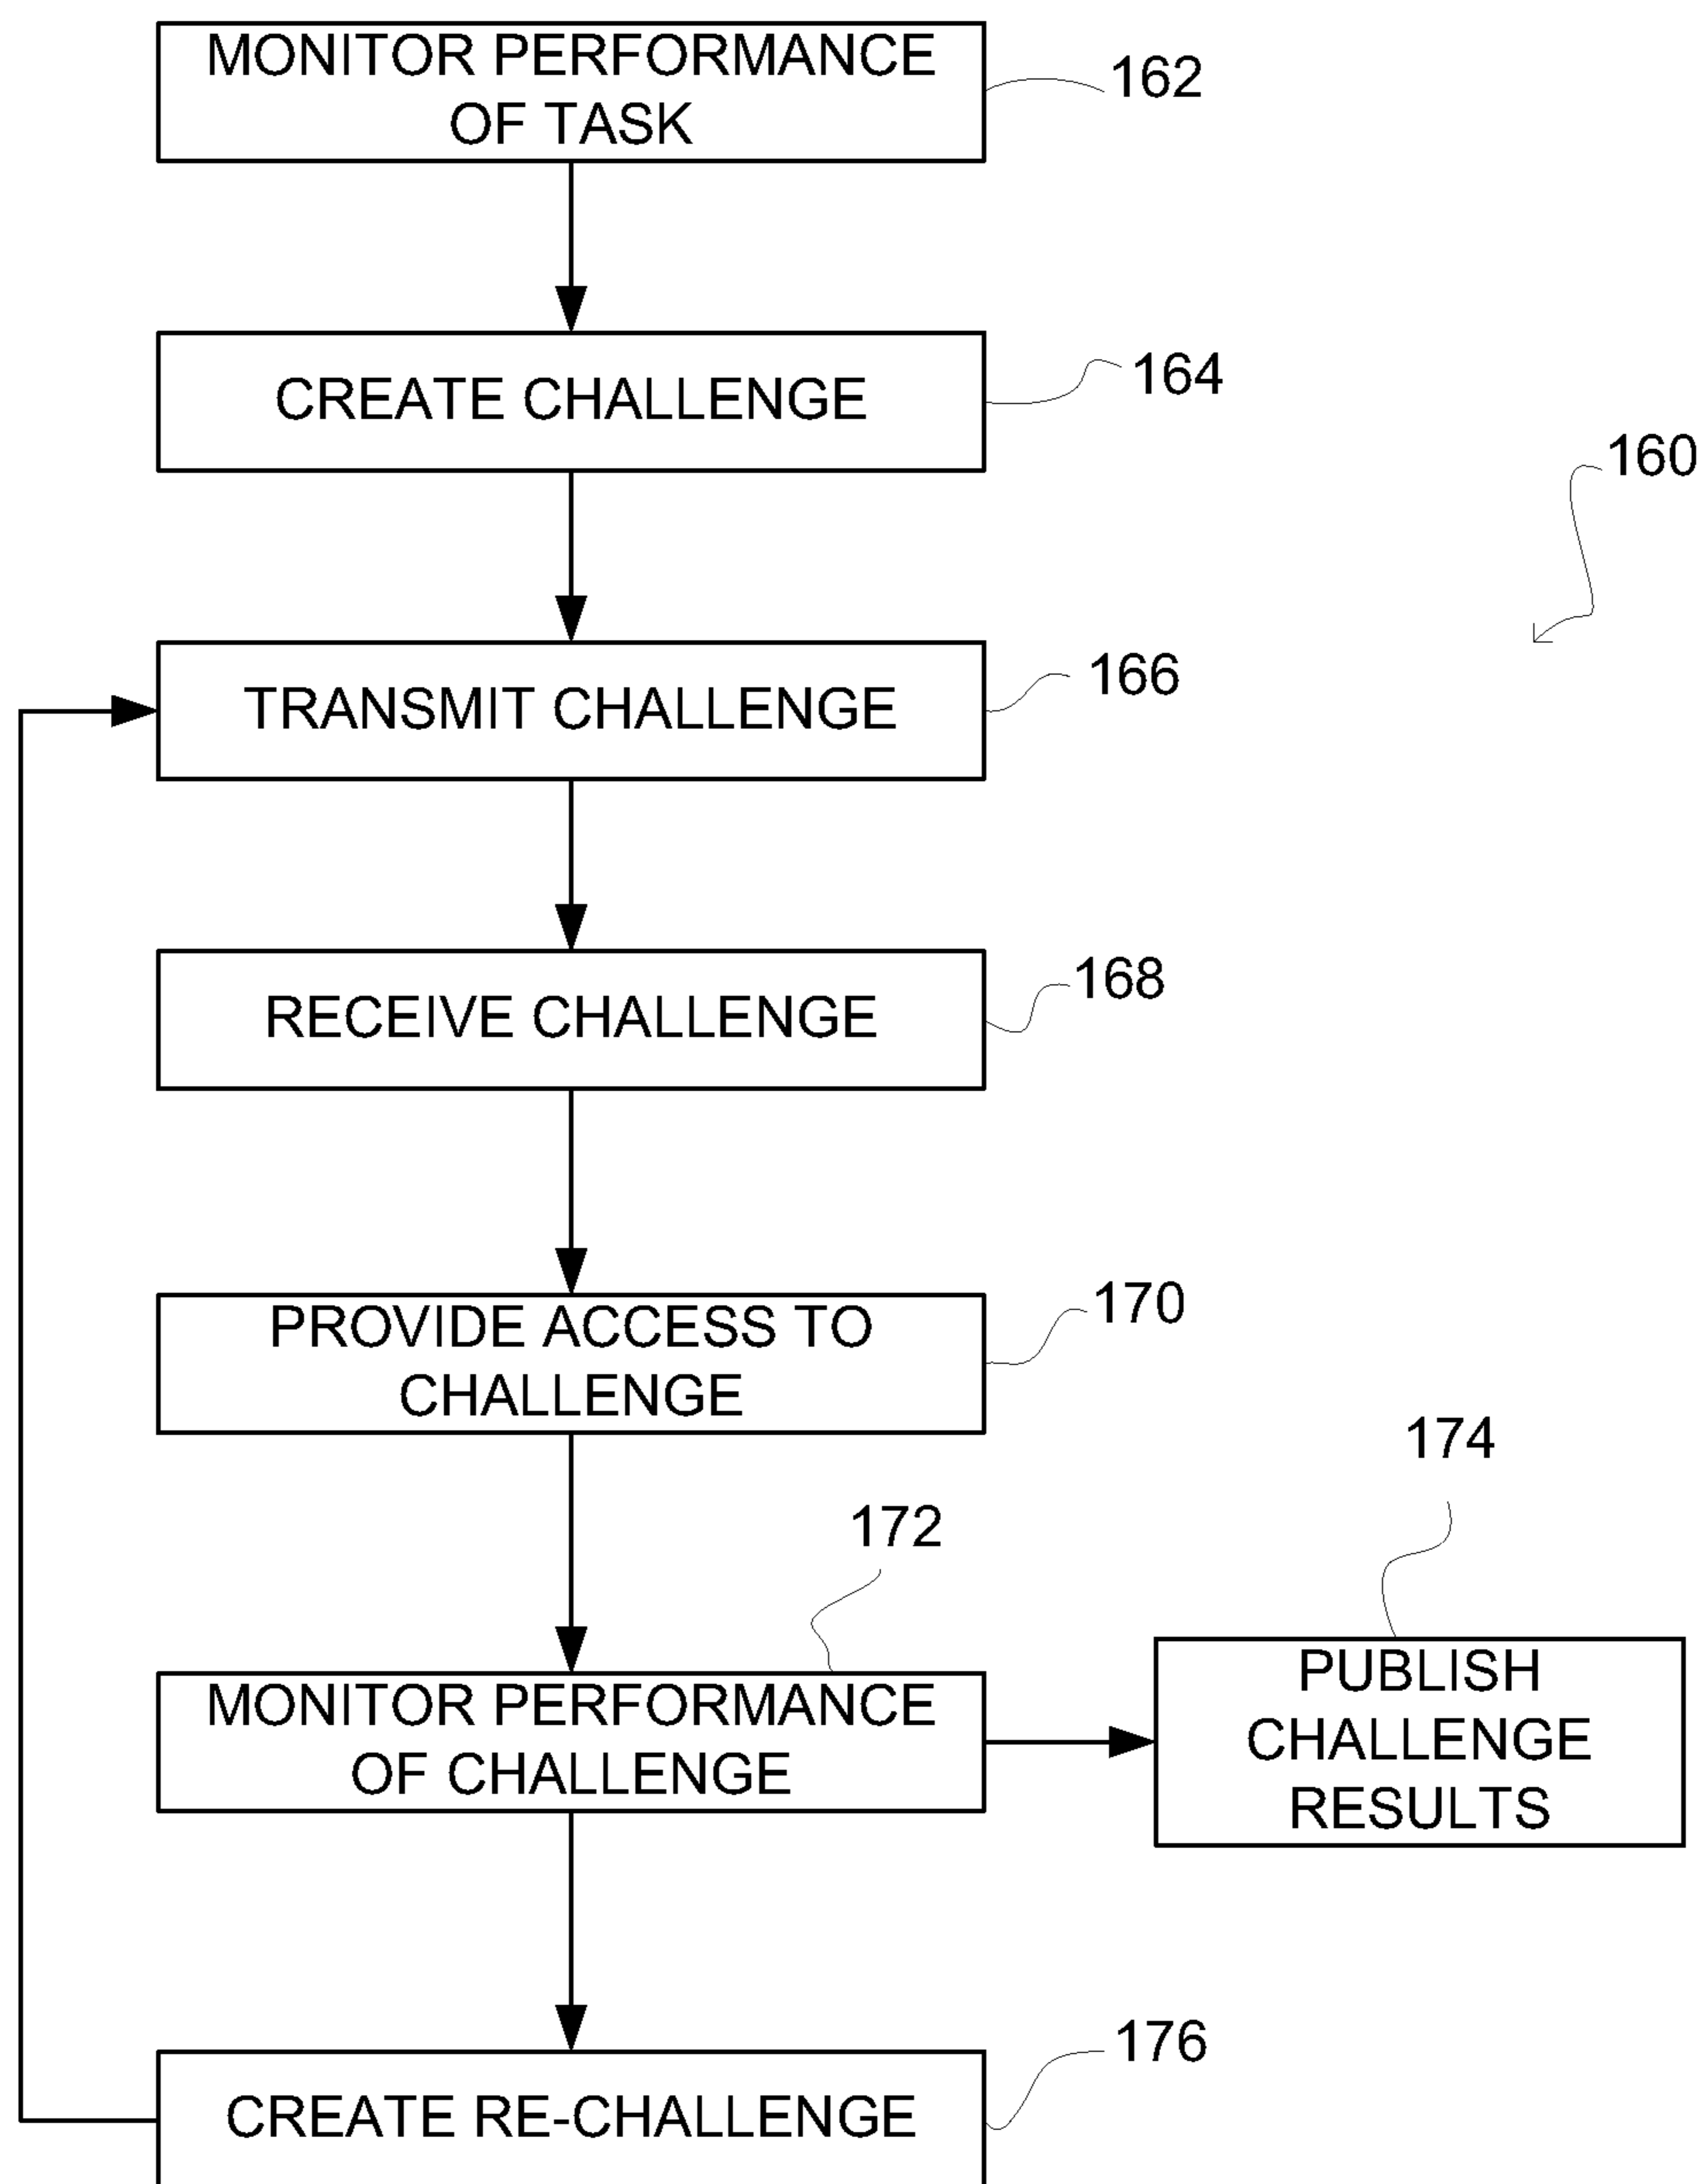 MONITOR PERFORMANCE
OF TASK
162
CREATE CHALLENGE
164
160
TRANSMIT CHALLENGE
166
RECEIVE CHALLENGE
168
PROVIDE ACCESS TO
CHALLENGE
170
174
172
MONITOR PERFORMANCE
OF CHALLENGE
PUBLISH
CHALLENGE
RESULTS
176
CREATE RE-CHALLENGE